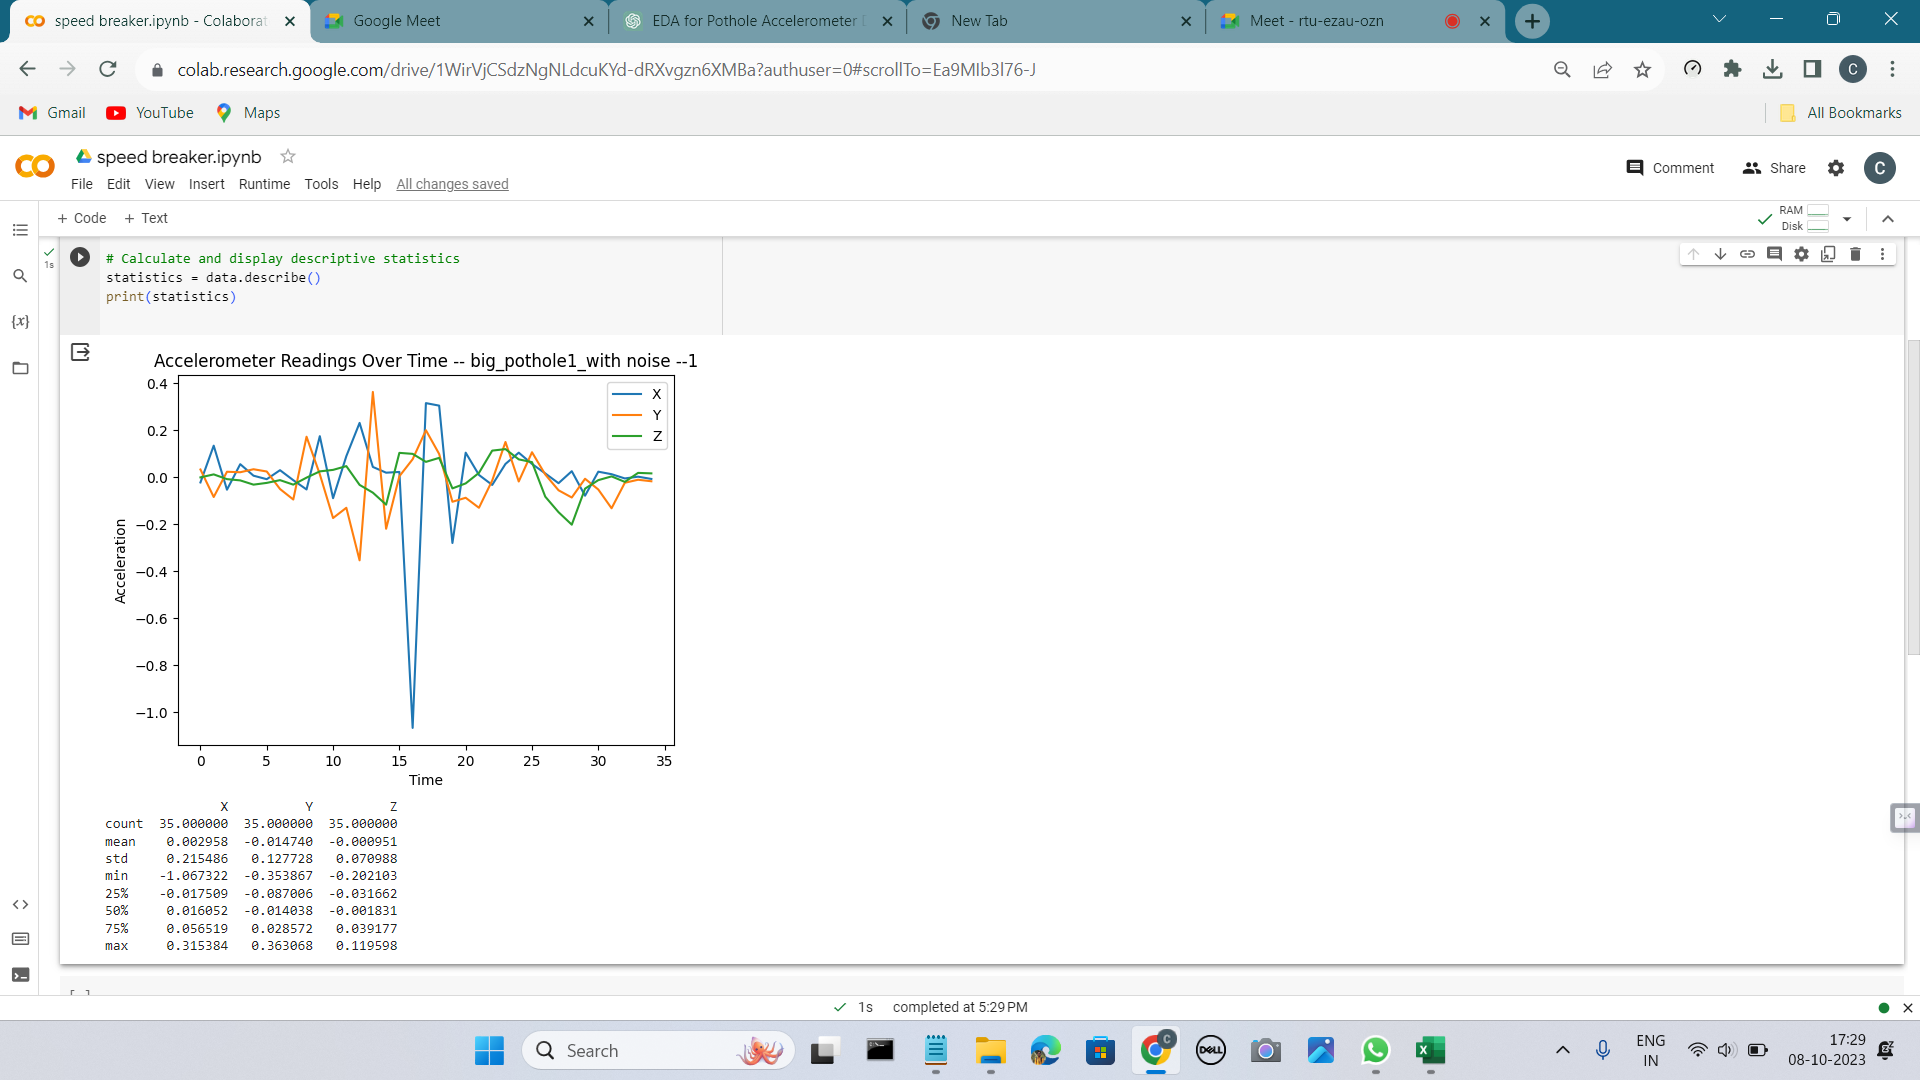 speed breaker.ipynb - Colaborat
Google Meet
EDA for Pothole Accelerometer D
New Tab
Meet - rtu-ezau-ozn
colab.research.google.com/drive/1WirVjCSdzNgNLdcuKYd-dRXvgzn6XMBa?authuser=0#scrollTo=Ea9MIb3l76-J
C
Gmail
YouTube
Maps
All Bookmarks
speed breaker.ipynb
Comment
Share
C
File Edit View Insert Runtime Tools Help All changes saved
+ Code + Text
RAM
Disk
1s
# Calculate and display descriptive statistics
statistics = data.describe()
print(statistics)
{x}
Accelerometer Readings Over Time -- big_pothole1_with noise --1
X
Y
Z
0.4
0.2
0.0
−0.2
−0.4
−0.6
−0.8
−1.0
Acceleration
0 5 10 15 20 25 30 35
Time
X Y Z
count 35.000000 35.000000 35.000000
mean 0.002958 -0.014740 -0.000951
std 0.215486 0.127728 0.070988
min -1.067322 -0.353867 -0.202103
25% -0.017509 -0.087006 -0.031662
50% 0.016052 -0.014038 -0.001831
75% 0.056519 0.028572 0.039177
max 0.315384 0.363068 0.119598
1s completed at 5:29 PM
Search
C
DELL
ENG
IN
17:29
08-10-2023